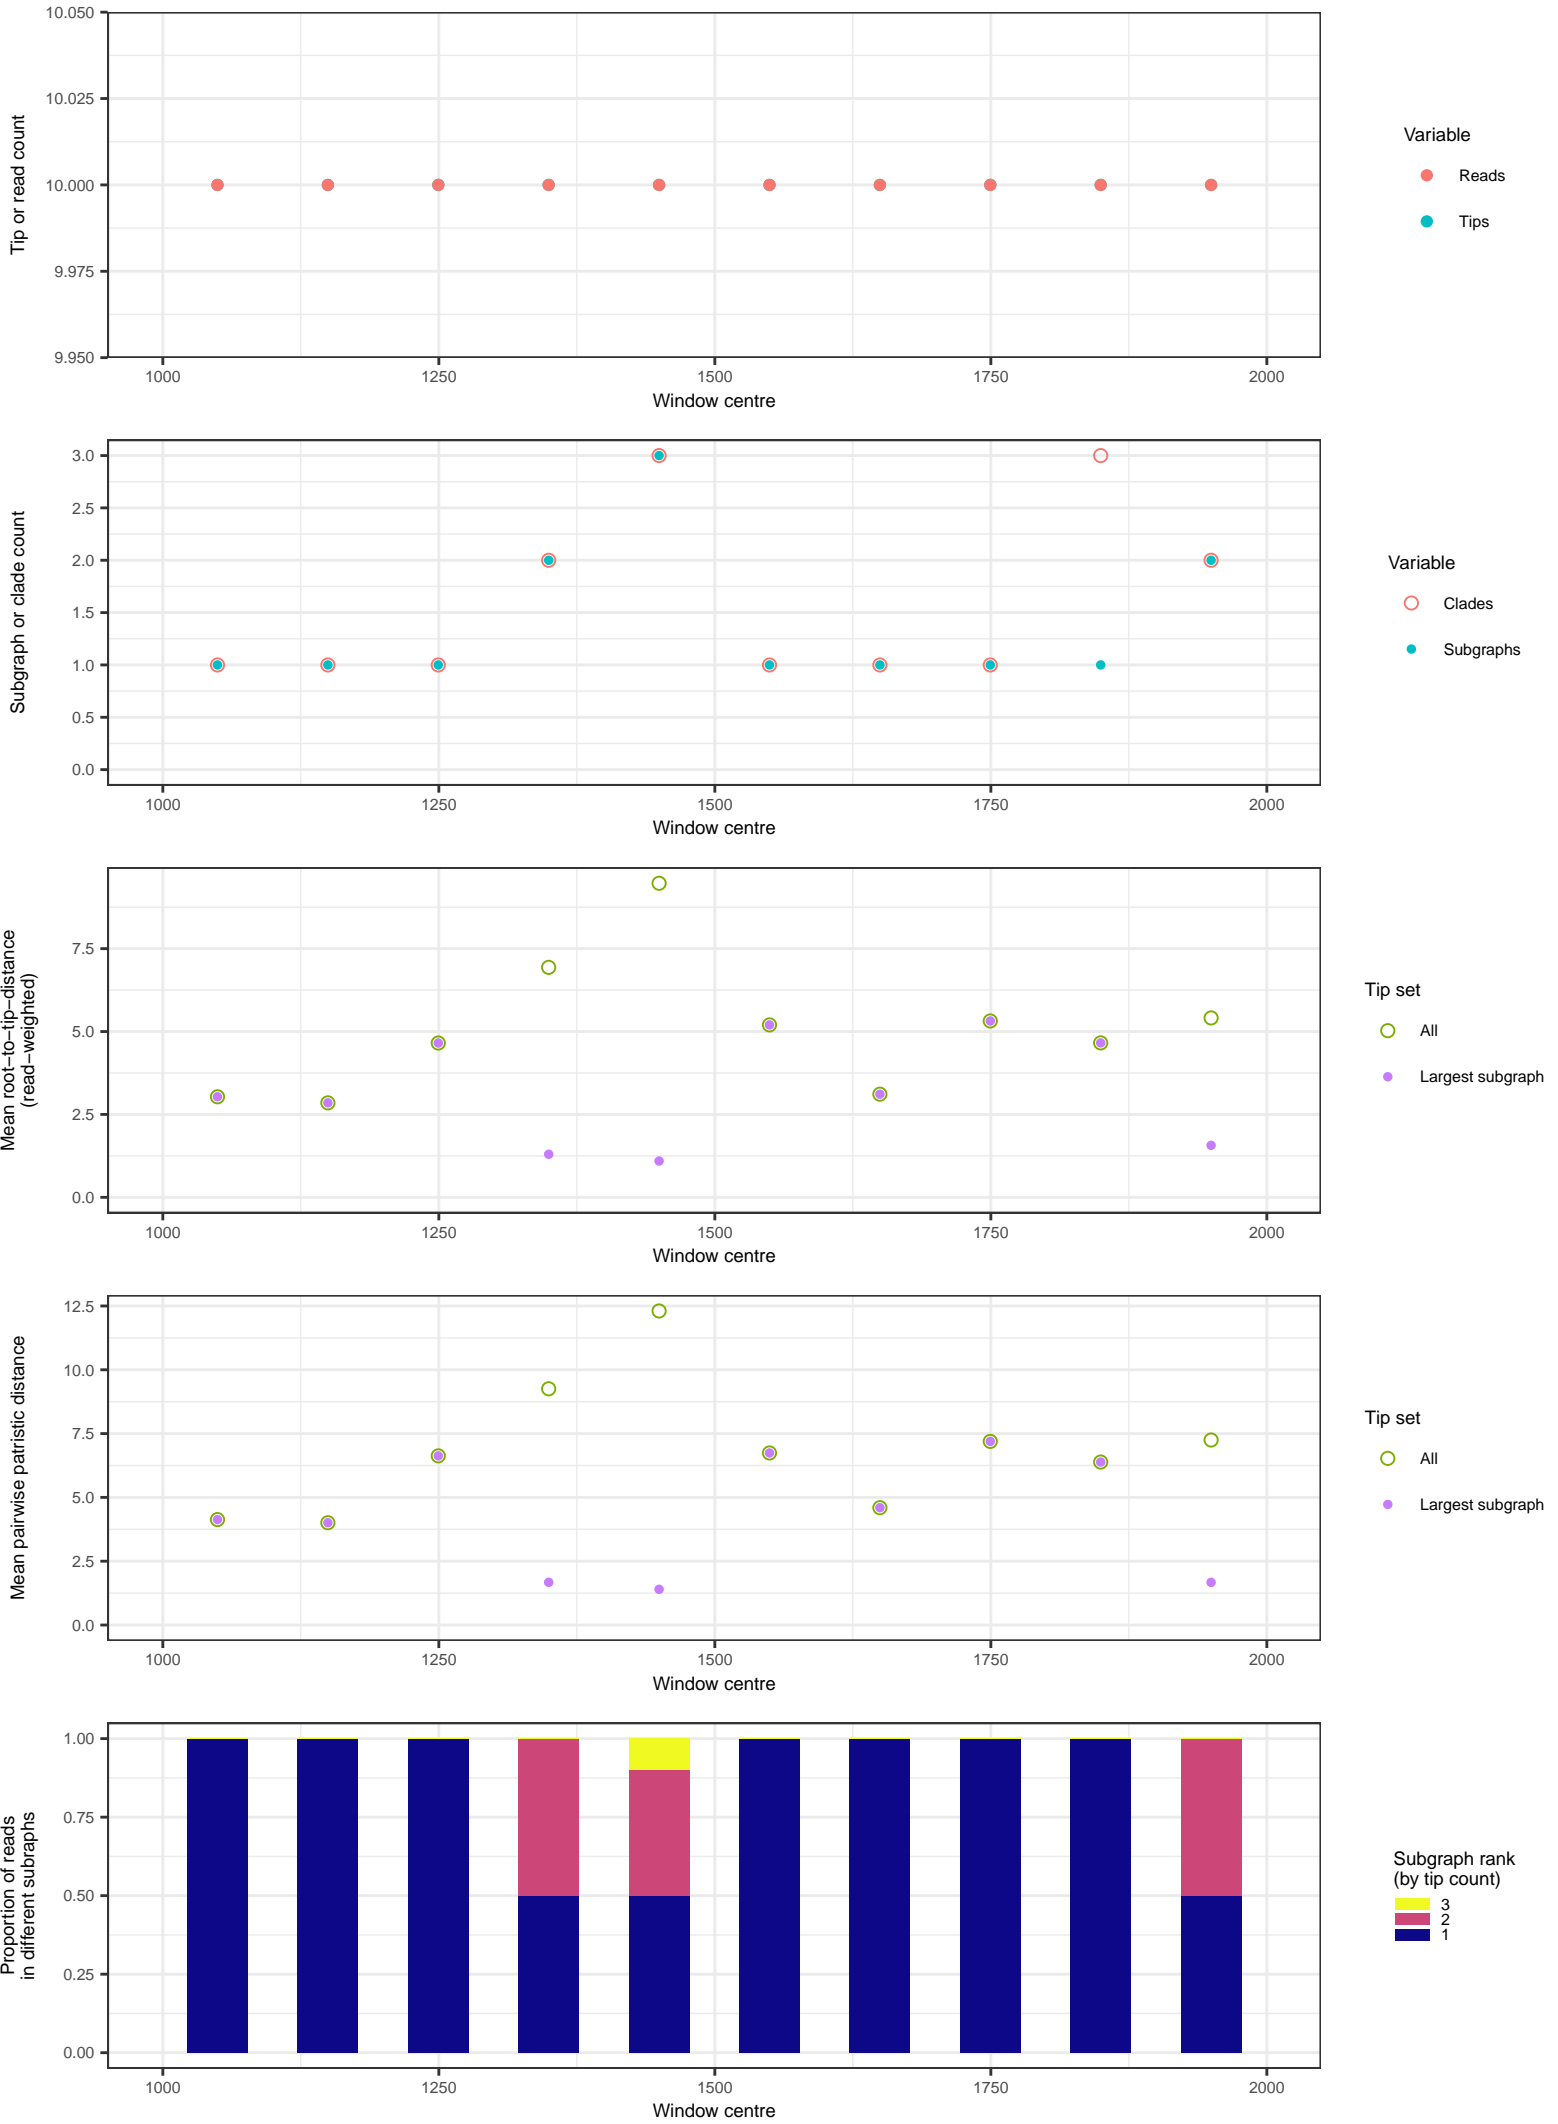 10.050
10.025
10.000
9.975
9.950
Tip or read count
1000 1250 1500 1750 2000
Window centre
Variable
Reads
Tips
3.0
2.5
2.0
1.5
1.0
0.5
0.0
Subgraph or clade count
1000 1250 1500 1750 2000
Window centre
Variable
Clades
Subgraphs
7.5
5.0
2.5
0.0
Mean root−to−tip−distance
(read−weighted)
1000 1250 1500 1750 2000
Window centre
Tip set
All
Largest subgraph
12.5
10.0
7.5
5.0
2.5
0.0
Mean pairwise patristic distance
1000 1250 1500 1750 2000
Window centre
Tip set
All
Largest subgraph
1.00
0.75
0.50
0.25
0.00
Proportion of reads
in different subraphs
1000 1250 1500 1750 2000
Window centre
Subgraph rank
(by tip count)
3
2
1